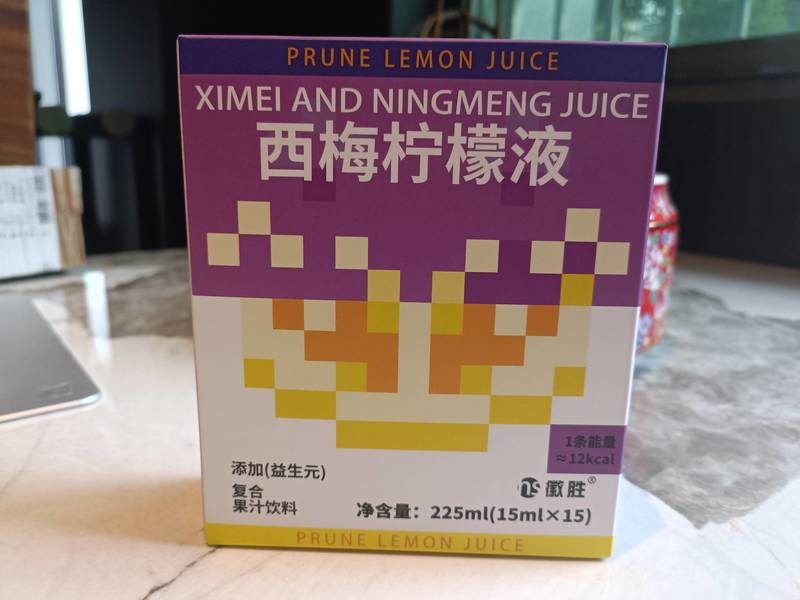 PRUNE LEMON JUICE
XIMEI AND NINGMENG JUICE
西梅柠檬液
1条能量
≈12kcal
添加(益生元)
复合
果汁饮料
ns 徽胜®
净含量：225ml(15ml×15)
PRUNE LEMON JUICE